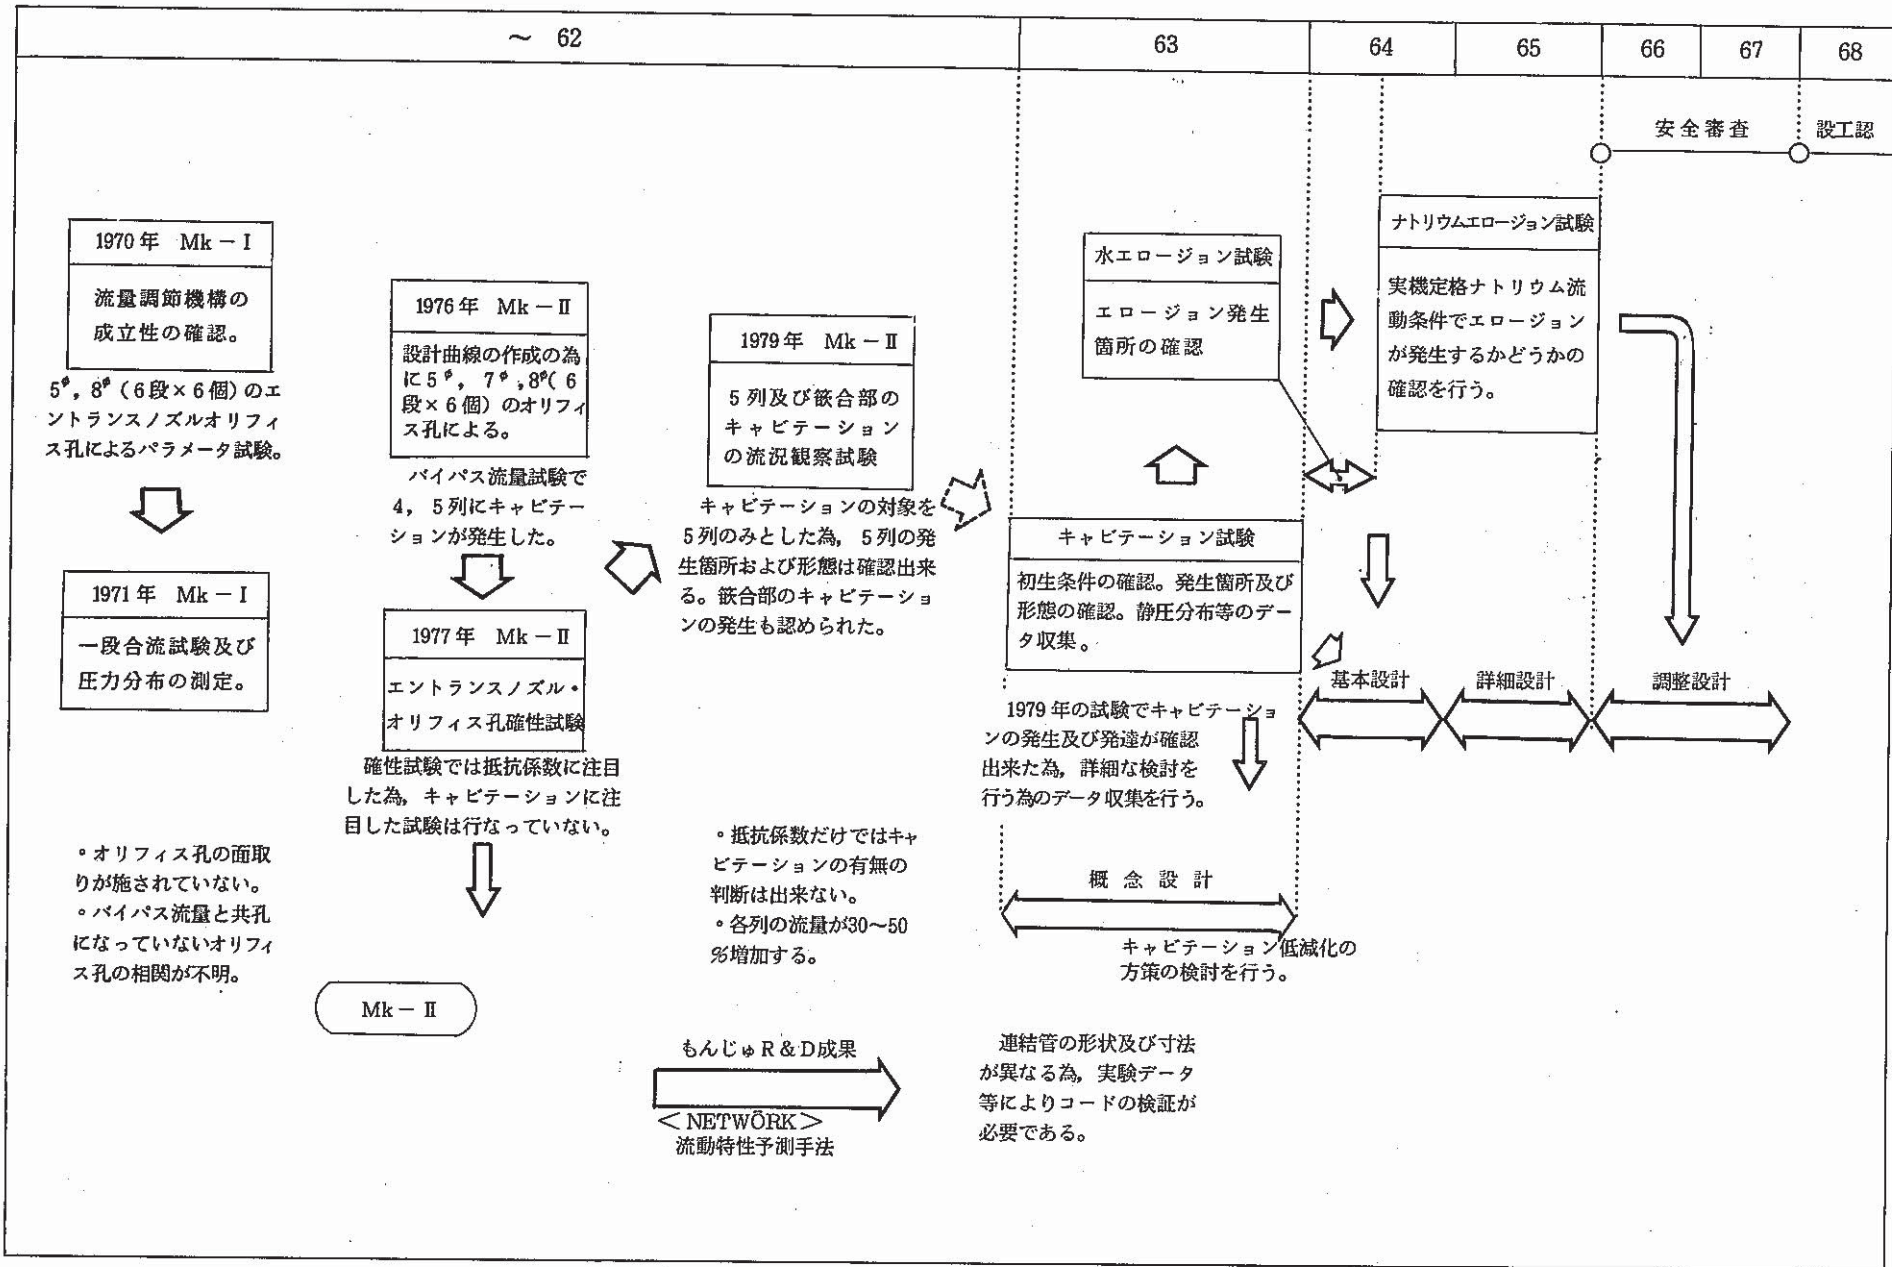 ～ 62
63
64
65
66
67
68
安全審査
設工認
1970年 Mk－Ⅰ
流量調節機構の
成立性の確認。
5φ, 8φ (6段×6個) のエ
ントランスノズルオリフィ
ス孔によるパラメータ試験。
1971年 Mk－Ⅰ
一段合流試験及び
圧力分布の測定。
。オリフィス孔の面取
りが施されていない。
。バイパス流量と共孔
になっていないオリフィ
ス孔の相関が不明。
1976年 Mk－Ⅱ
設計曲線の作成の為
に5φ, 7φ,8φ(6
段×6個) のオリフィ
ス孔による。
バイパス流量試験で
4, 5列にキャビテー
ションが発生した。
1977年 Mk－Ⅱ
エントランスノズル・
オリフィス孔確性試験
確性試験では抵抗係数に注目
した為, キャビテーションに注
目した試験は行なっていない。
Mk－Ⅱ
1979年 Mk－Ⅱ
5列及び嵌合部の
キャビテーション
の流況観察試験
キャビテーションの対象を
5列のみとした為, 5列の発
生箇所および形態は確認出来
る。嵌合部のキャビテーショ
ンの発生も認められた。
。抵抗係数だけではキャ
ビテーションの有無の
判断は出来ない。
。各列の流量が30～50
%増加する。
もんじゅR&D成果
＜NETWÖRK＞
流動特性予測手法
水エロージョン試験
エロージョン発生
箇所の確認
キャビテーション試験
初生条件の確認。発生箇所及び
形態の確認。静圧分布等のデー
タ収集。
1979年の試験でキャビテーショ
ンの発生及び発達が確認
出来た為, 詳細な検討を
行う為のデータ収集を行う。
概念設計
キャビテーション低減化の
方策の検討を行う。
連結管の形状及び寸法
が異なる為, 実験データ
等によりコードの検証が
必要である。
ナトリウムエロージョン試験
実機定格ナトリウム流
動条件でエロージョン
が発生するかどうかの
確認を行う。
基本設計
詳細設計
調整設計